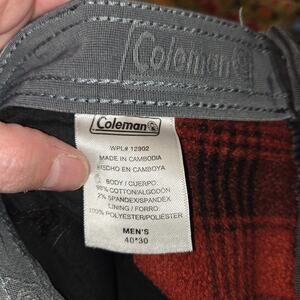 Coleman
Coleman
WPL# 12902
MADE IN CAMBODIA
HECHO EN CAMBOYA
BODY / CUERPO:
98% COTTON/ALGODÓN
2% SPANDEX/SPANDEX
LINING / FORRO:
100% POLYESTER/POLIÉSTER
MEN'S
40*30